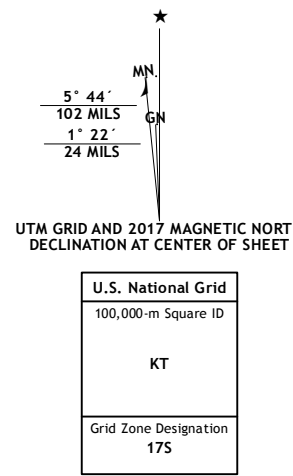 ★
MN.
5° 44´
102 MILS
GN
1° 22´
24 MILS
UTM GRID AND 2017 MAGNETIC NORT
DECLINATION AT CENTER OF SHEET
U.S. National Grid
100,000-m Square ID
KT
Grid Zone Designation
17S